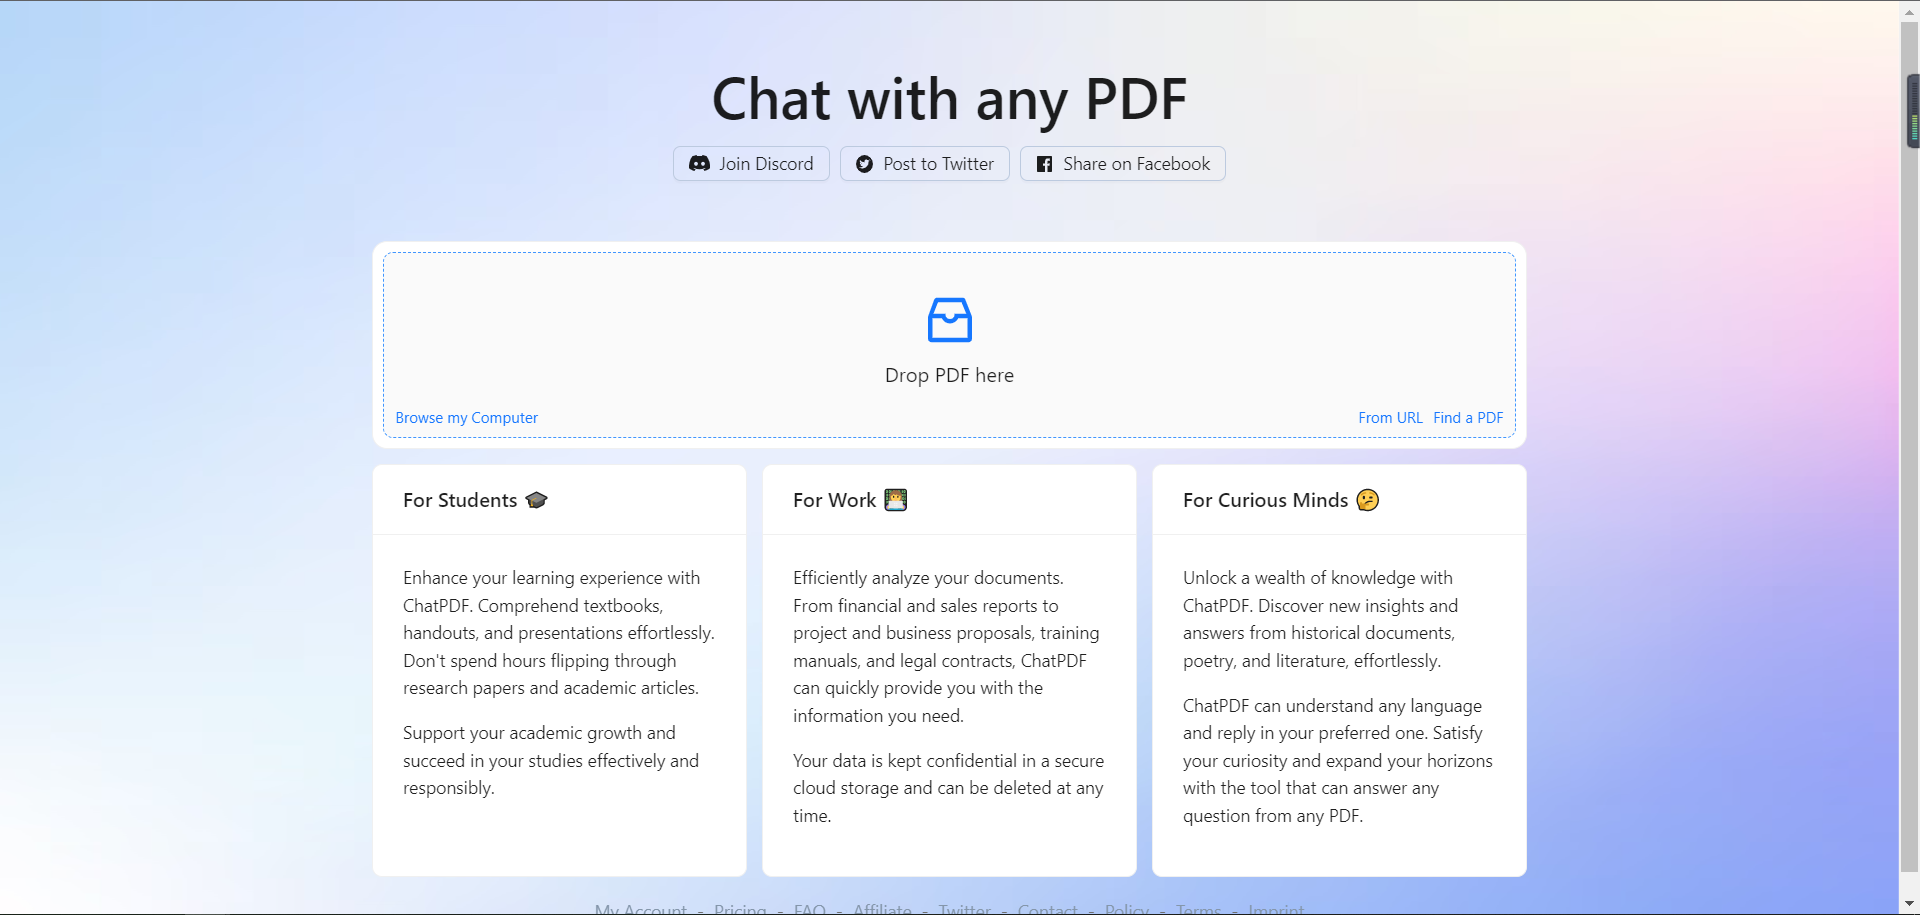 Chat with any PDF
Join Discord
Post to Twitter
Share on Facebook
Drop PDF here
Browse my Computer
From URL
Find a PDF
For Students 🎓
Enhance your learning experience with
ChatPDF. Comprehend textbooks,
handouts, and presentations effortlessly.
Don't spend hours flipping through
research papers and academic articles.
Support your academic growth and
succeed in your studies effectively and
responsibly.
For Work 👨‍💻
Efficiently analyze your documents.
From financial and sales reports to
project and business proposals, training
manuals, and legal contracts, ChatPDF
can quickly provide you with the
information you need.
Your data is kept confidential in a secure
cloud storage and can be deleted at any
time.
For Curious Minds 🤔
Unlock a wealth of knowledge with
ChatPDF. Discover new insights and
answers from historical documents,
poetry, and literature, effortlessly.
ChatPDF can understand any language
and reply in your preferred one. Satisfy
your curiosity and expand your horizons
with the tool that can answer any
question from any PDF.
My Account - Pricing - FAQ - Affiliate - Twitter - Contact - Policy - Terms - Imprint